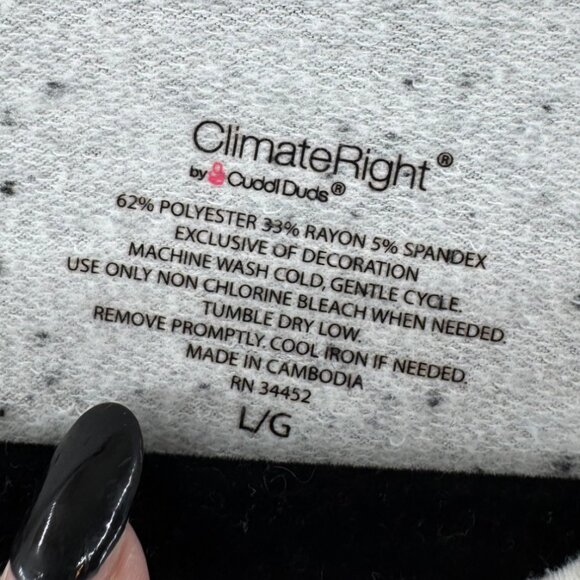 ClimateRight®
by Cuddl Duds®
62% POLYESTER 33% RAYON 5% SPANDEX
EXCLUSIVE OF DECORATION
MACHINE WASH COLD, GENTLE CYCLE.
USE ONLY NON CHLORINE BLEACH WHEN NEEDED
TUMBLE DRY LOW.
REMOVE PROMPTLY. COOL IRON IF NEEDED.
MADE IN CAMBODIA
RN 34452
L/G